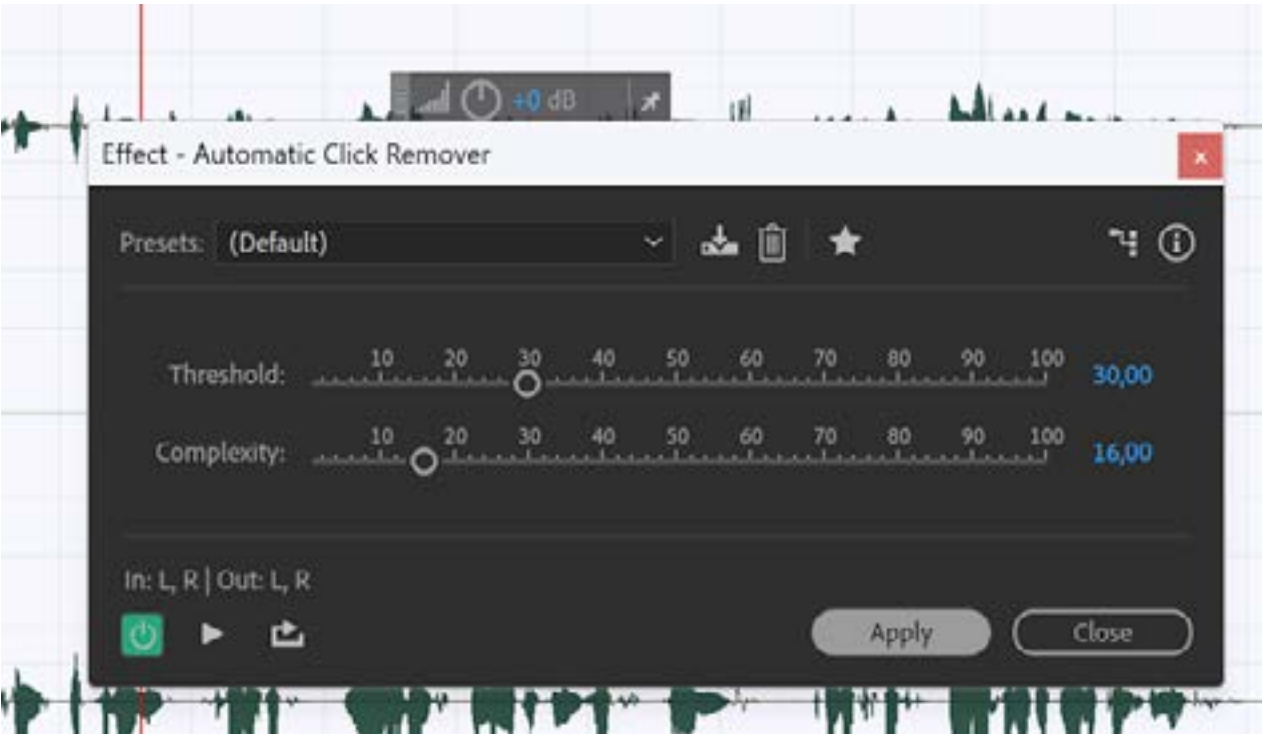 +0 dB
Effect - Automatic Click Remover
x
Presets: (Default)
10 20 30 40 50 60 70 80 90 100
Threshold: 30,00
10 20 30 40 50 60 70 80 90 100
Complexity: 16,00
In: L, R | Out: L, R
Apply Close